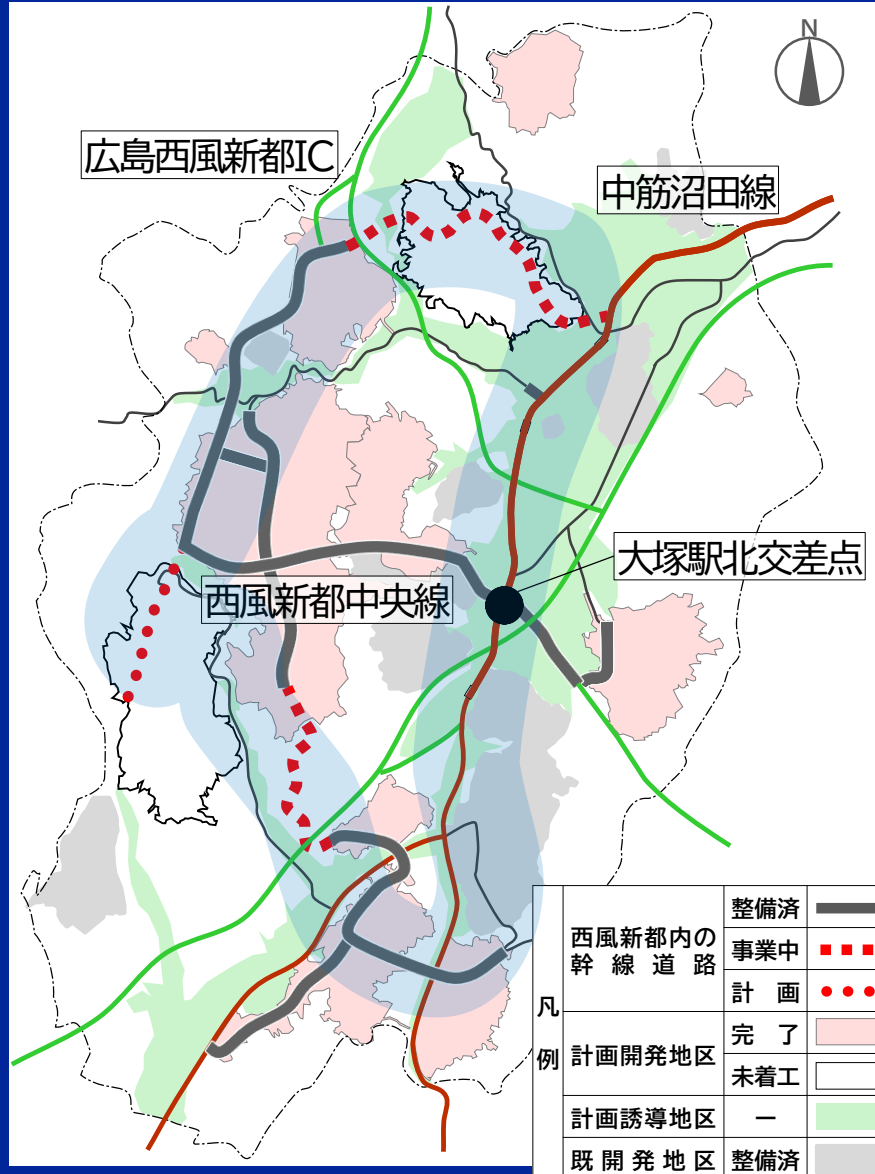 N
広島西風新都IC
中筋沼田線
大塚駅北交差点
西風新都中央線
凡例
西風新都内の
幹線道路
整備済
事業中
計画
計画開発地区
完了
未着工
計画誘導地区
—
既開発地区
整備済